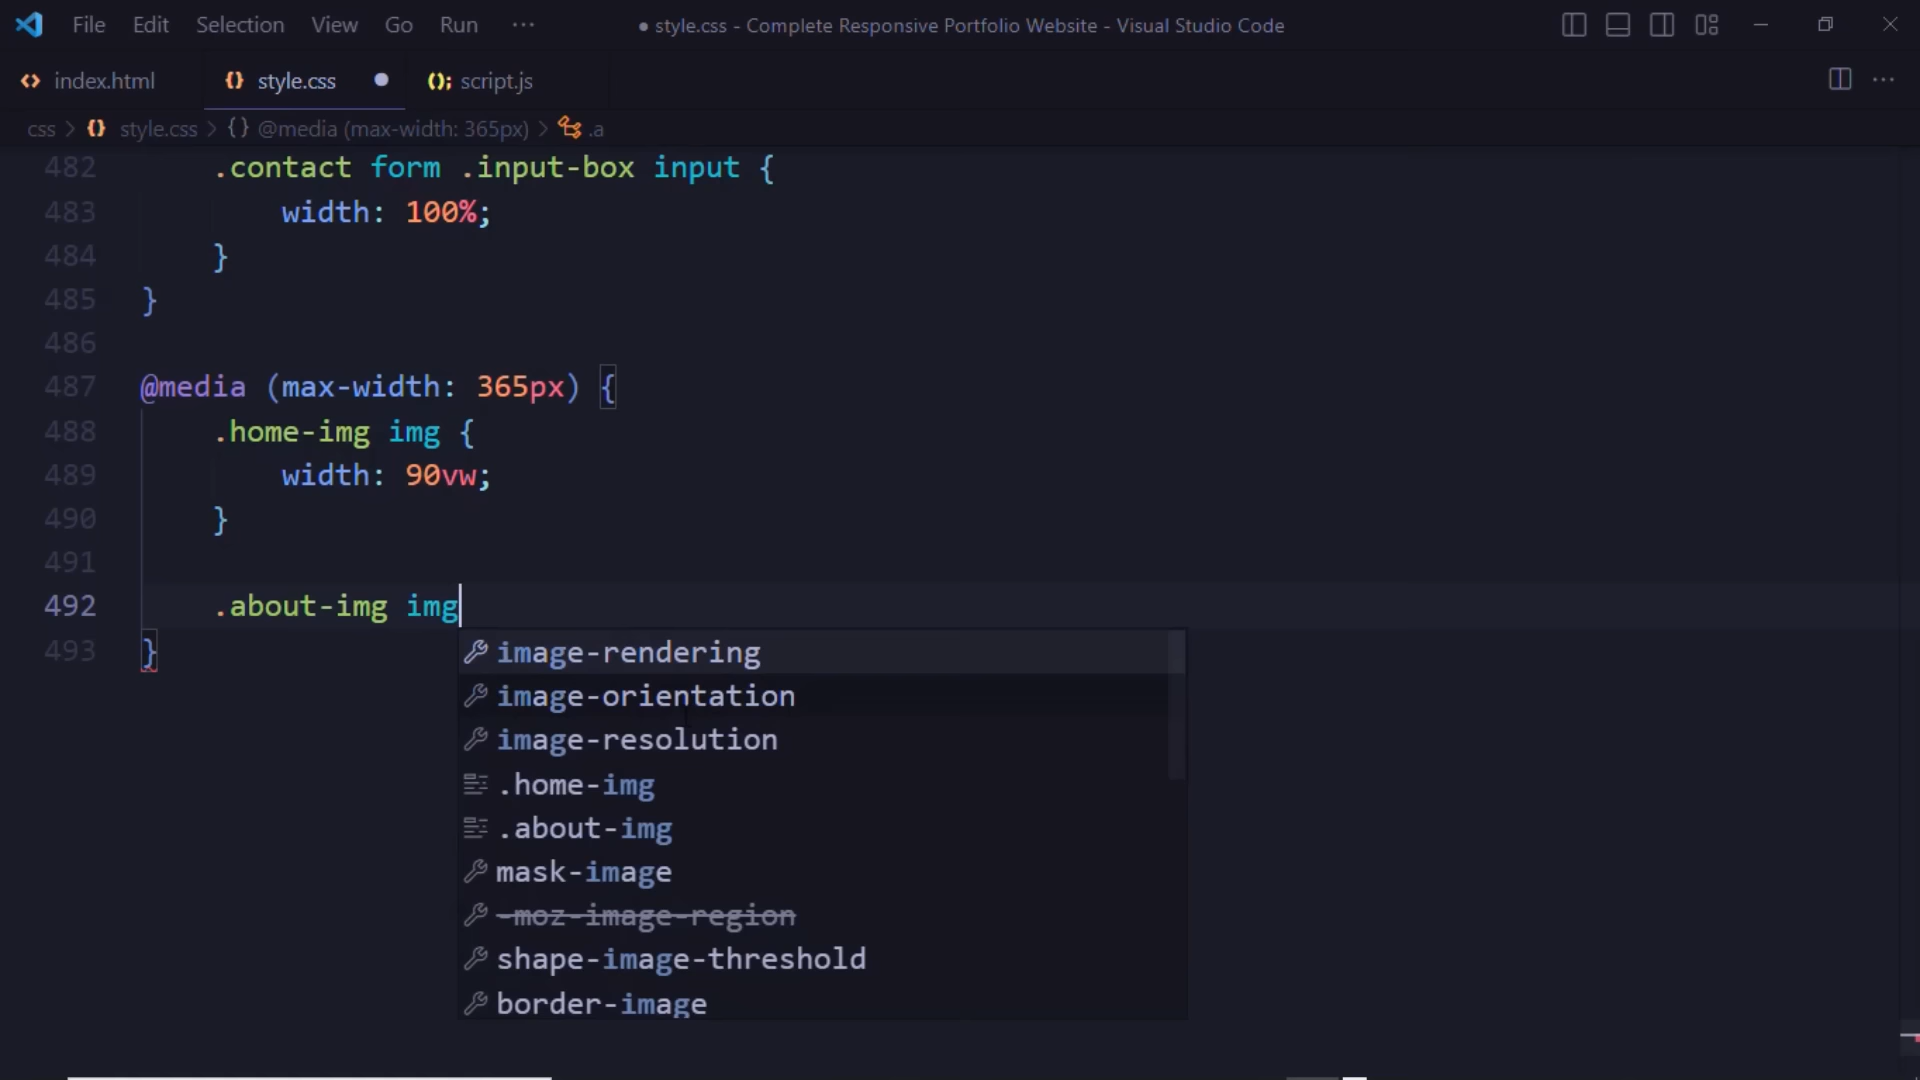 File Edit Selection View Go Run ··· ● style.css - Complete Responsive Portfolio Website - Visual Studio Code
index.html {} style.css ● (); script.js
css > {} style.css > {} @media (max-width: 365px) > .a
482 .contact form .input-box input {
483 width: 100%;
484 }
485 }
486
487 @media (max-width: 365px) {
488 .home-img img {
489 width: 90vw;
490 }
491
492 .about-img img
493 }
image-rendering
image-orientation
image-resolution
.home-img
.about-img
mask-image
-moz-image-region
shape-image-threshold
border-image